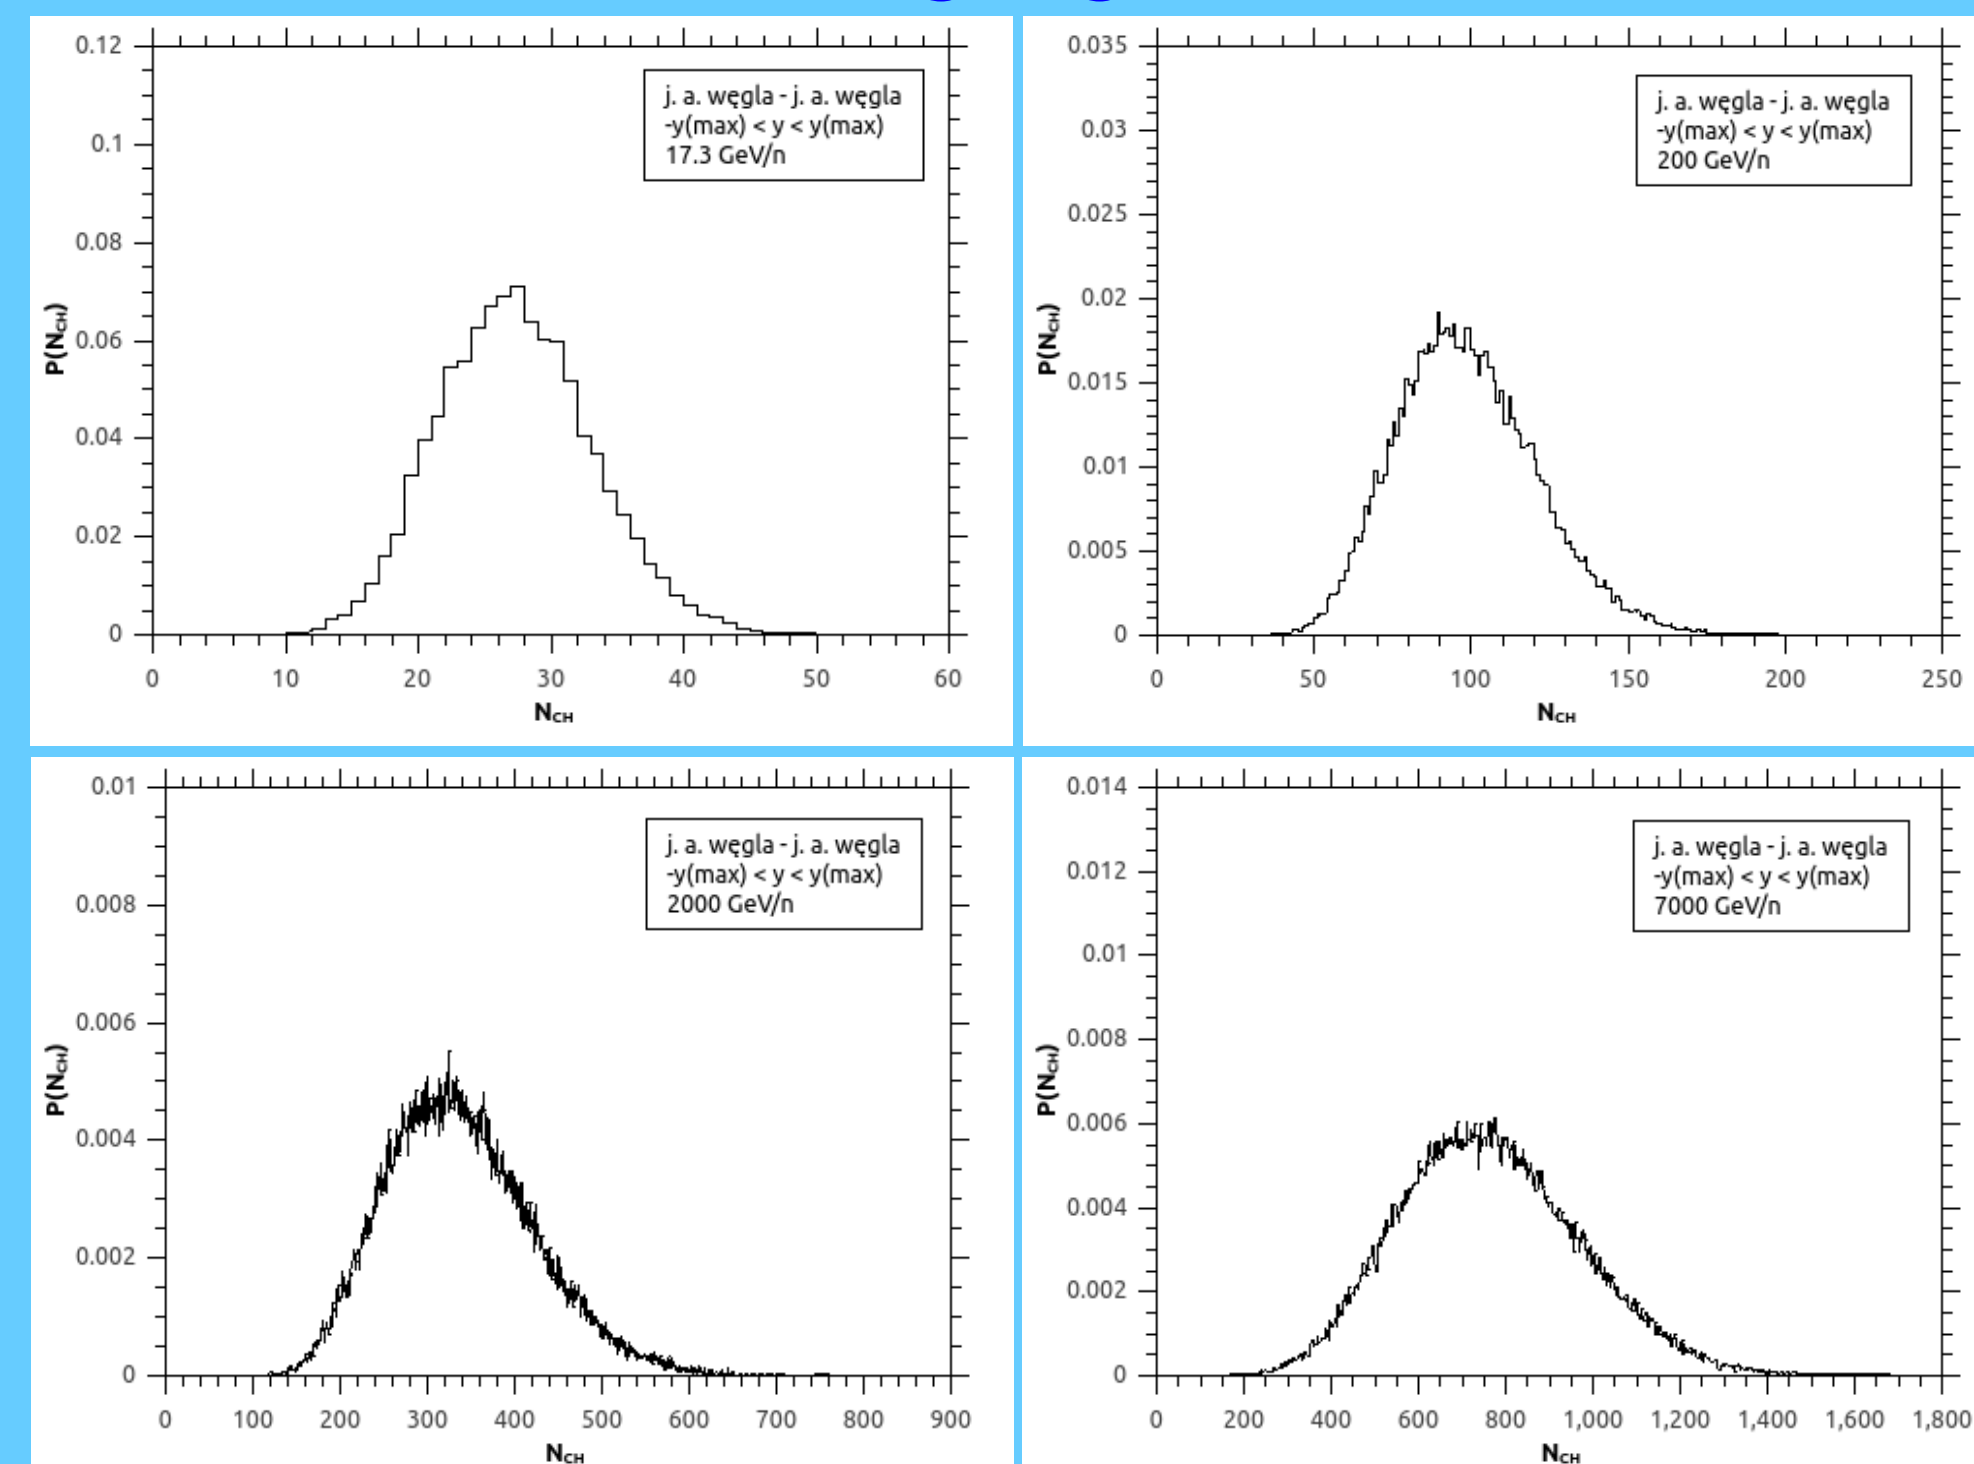 0.12
0.1
0.08
0.06
0.04
0.02
0
0 10 20 30 40 50 60
P(N_CH)
N_CH
j. a. węgla - j. a. węgla
-y(max) < y < y(max)
17.3 GeV/n
0.035
0.03
0.025
0.02
0.015
0.01
0.005
0
0 50 100 150 200 250
P(N_CH)
N_CH
j. a. węgla - j. a. węgla
-y(max) < y < y(max)
200 GeV/n
0.01
0.008
0.006
0.004
0.002
0
0 100 200 300 400 500 600 700 800 900
P(N_CH)
N_CH
j. a. węgla - j. a. węgla
-y(max) < y < y(max)
2000 GeV/n
0.014
0.012
0.01
0.008
0.006
0.004
0.002
0
0 200 400 600 800 1,000 1,200 1,400 1,600 1,800
P(N_CH)
N_CH
j. a. węgla - j. a. węgla
-y(max) < y < y(max)
7000 GeV/n